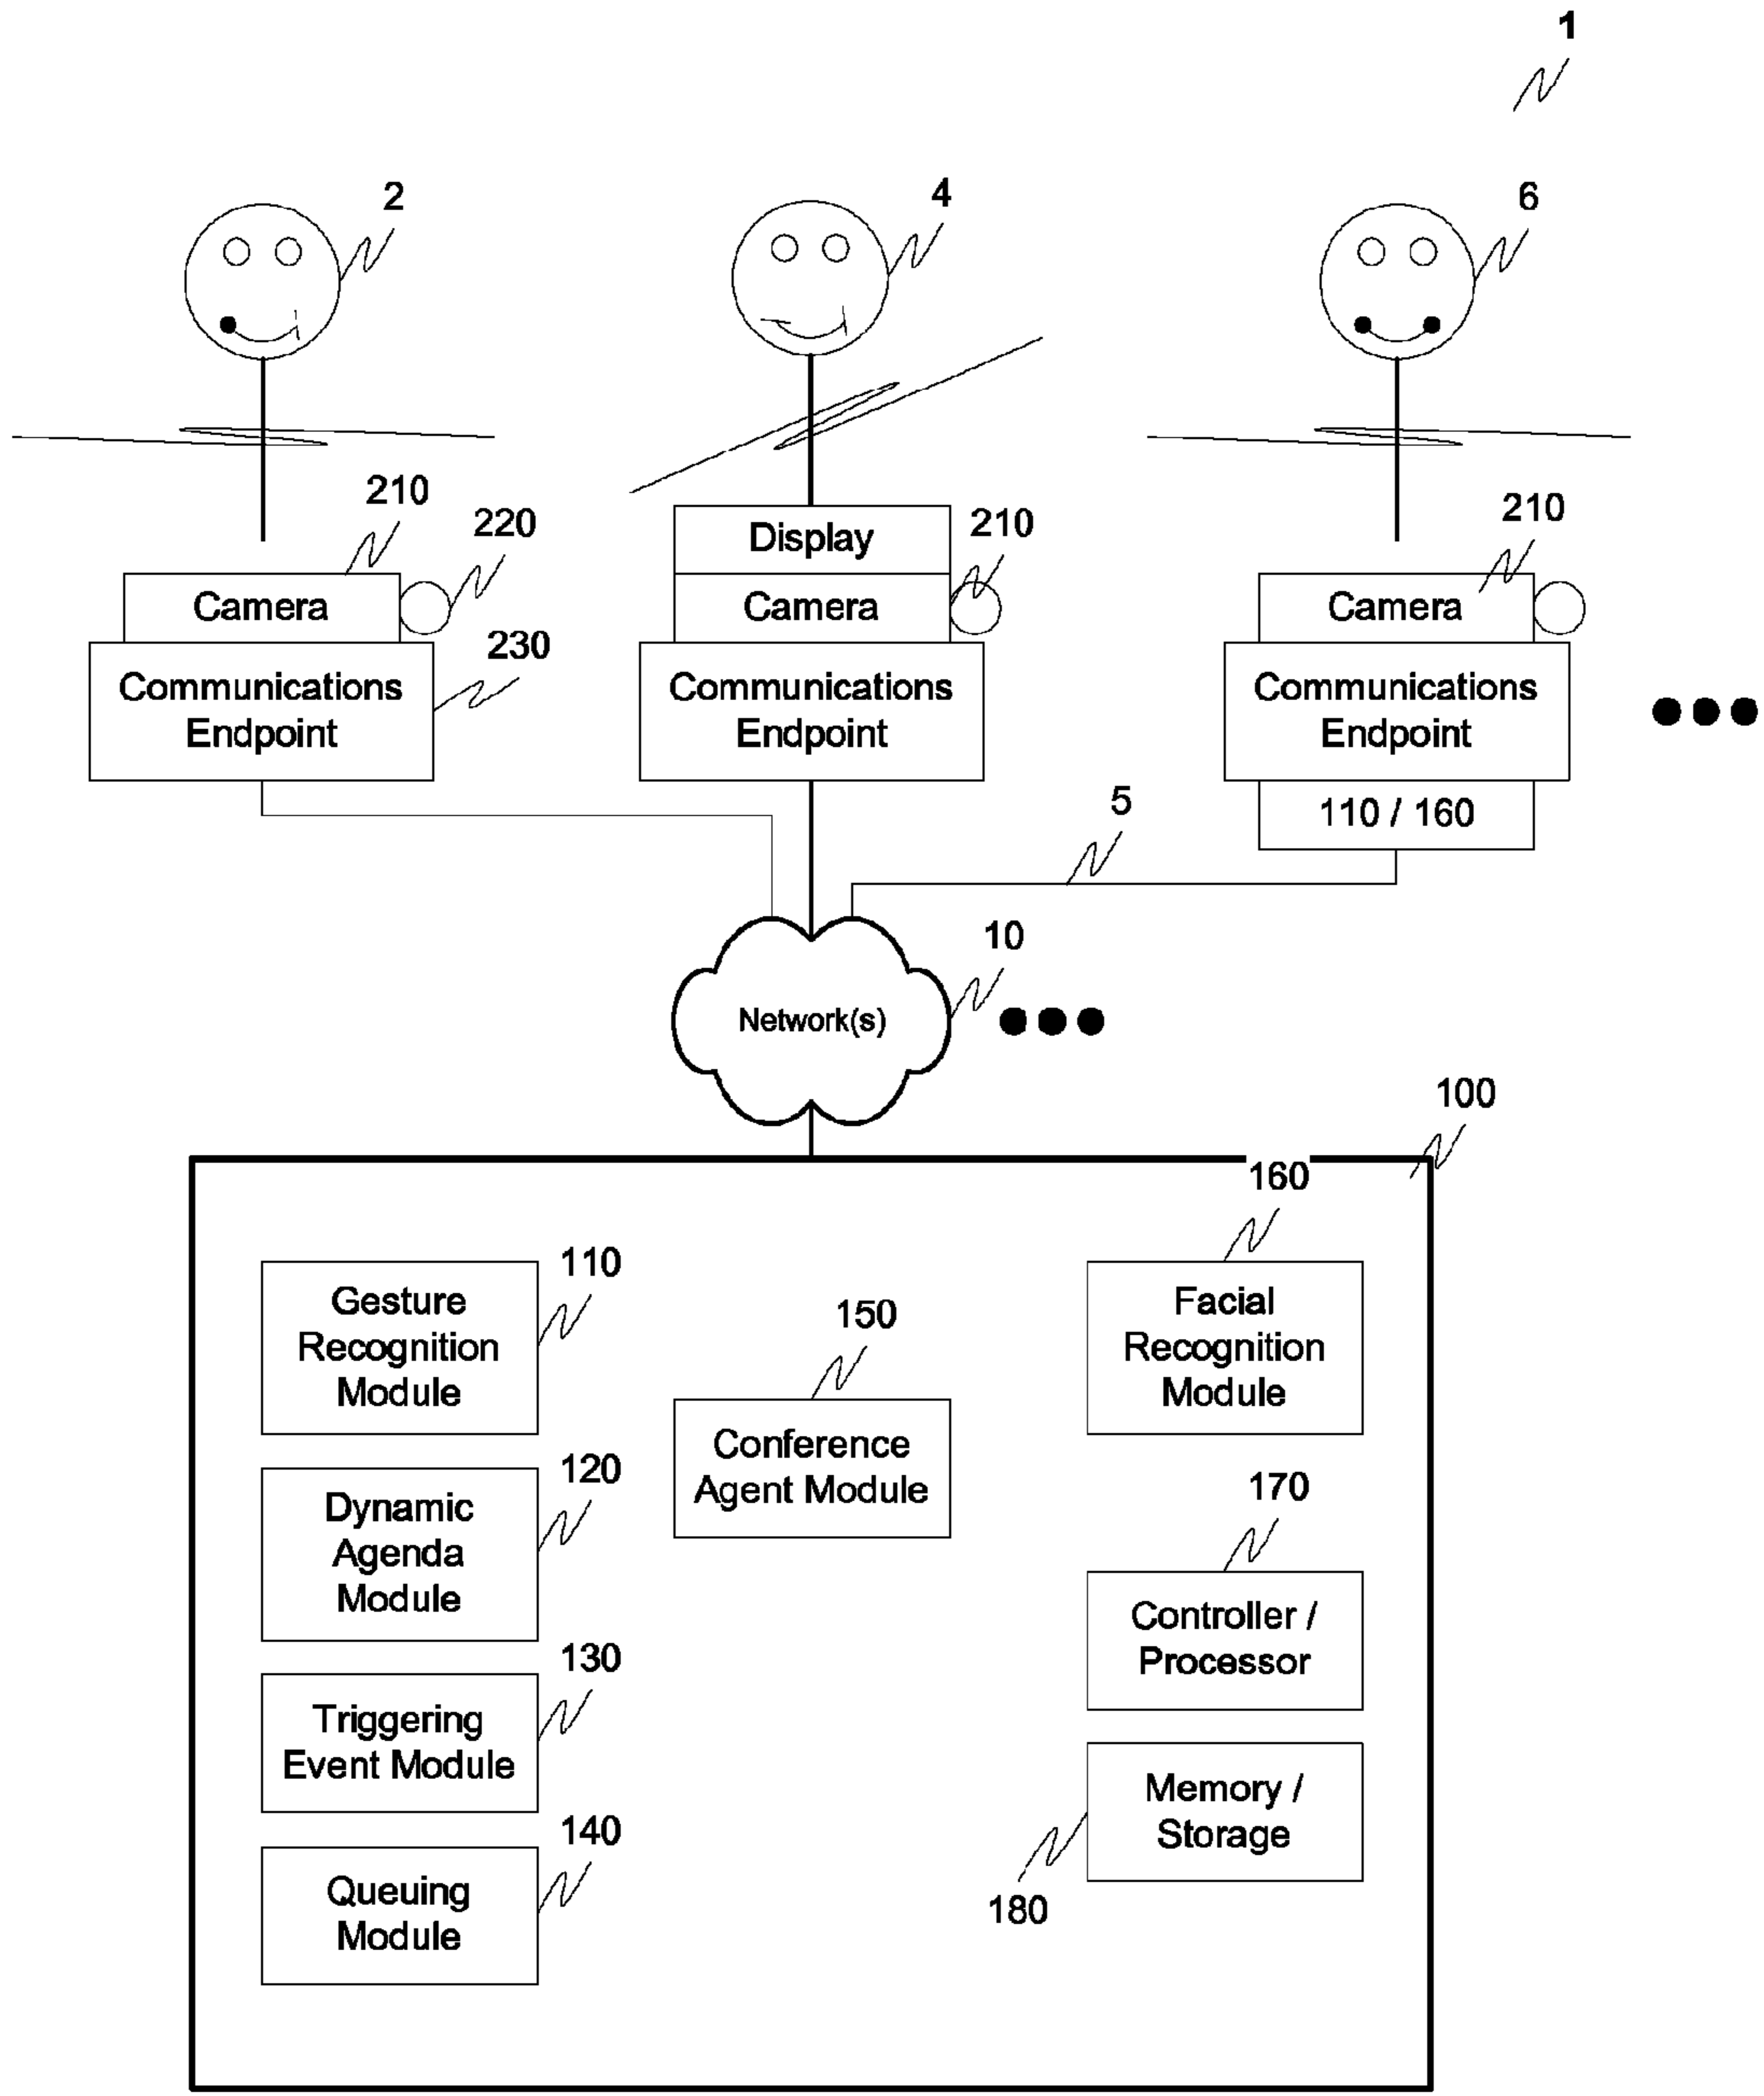 1
2
4
6
210
220
230
Camera
Communications
Endpoint
Display
210
Camera
Communications
Endpoint
210
Camera
Communications
Endpoint
110 / 160
5
10
Network(s)
100
110
Gesture
Recognition
Module
120
Dynamic
Agenda
Module
130
Triggering
Event Module
140
Queuing
Module
150
Conference
Agent Module
160
Facial
Recognition
Module
170
Controller /
Processor
Memory /
Storage
180